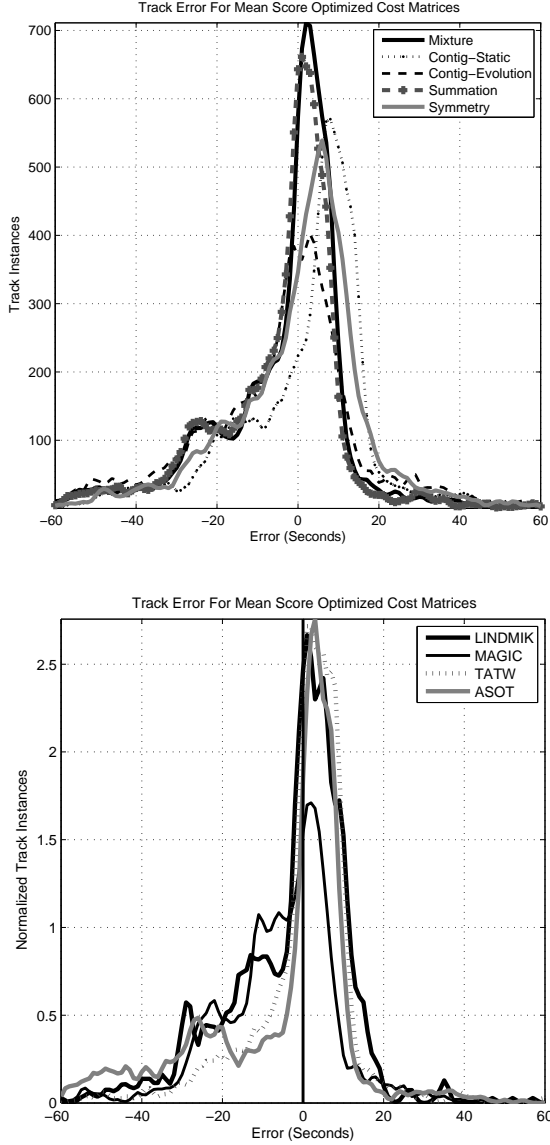 Track Error For Mean Score Optimized Cost Matrices
700
600
500
400
300
200
100
Track Instances
Mixture
Contig−Static
Contig−Evolution
Summation
Symmetry
−60 −40 −20 0 20 40 60
Error (Seconds)
Track Error For Mean Score Optimized Cost Matrices
2.5
2
1.5
1
0.5
0
Normalized Track Instances
LINDMIK
MAGIC
TATW
ASOT
−60 −40 −20 0 20 40 60
Error (Seconds)